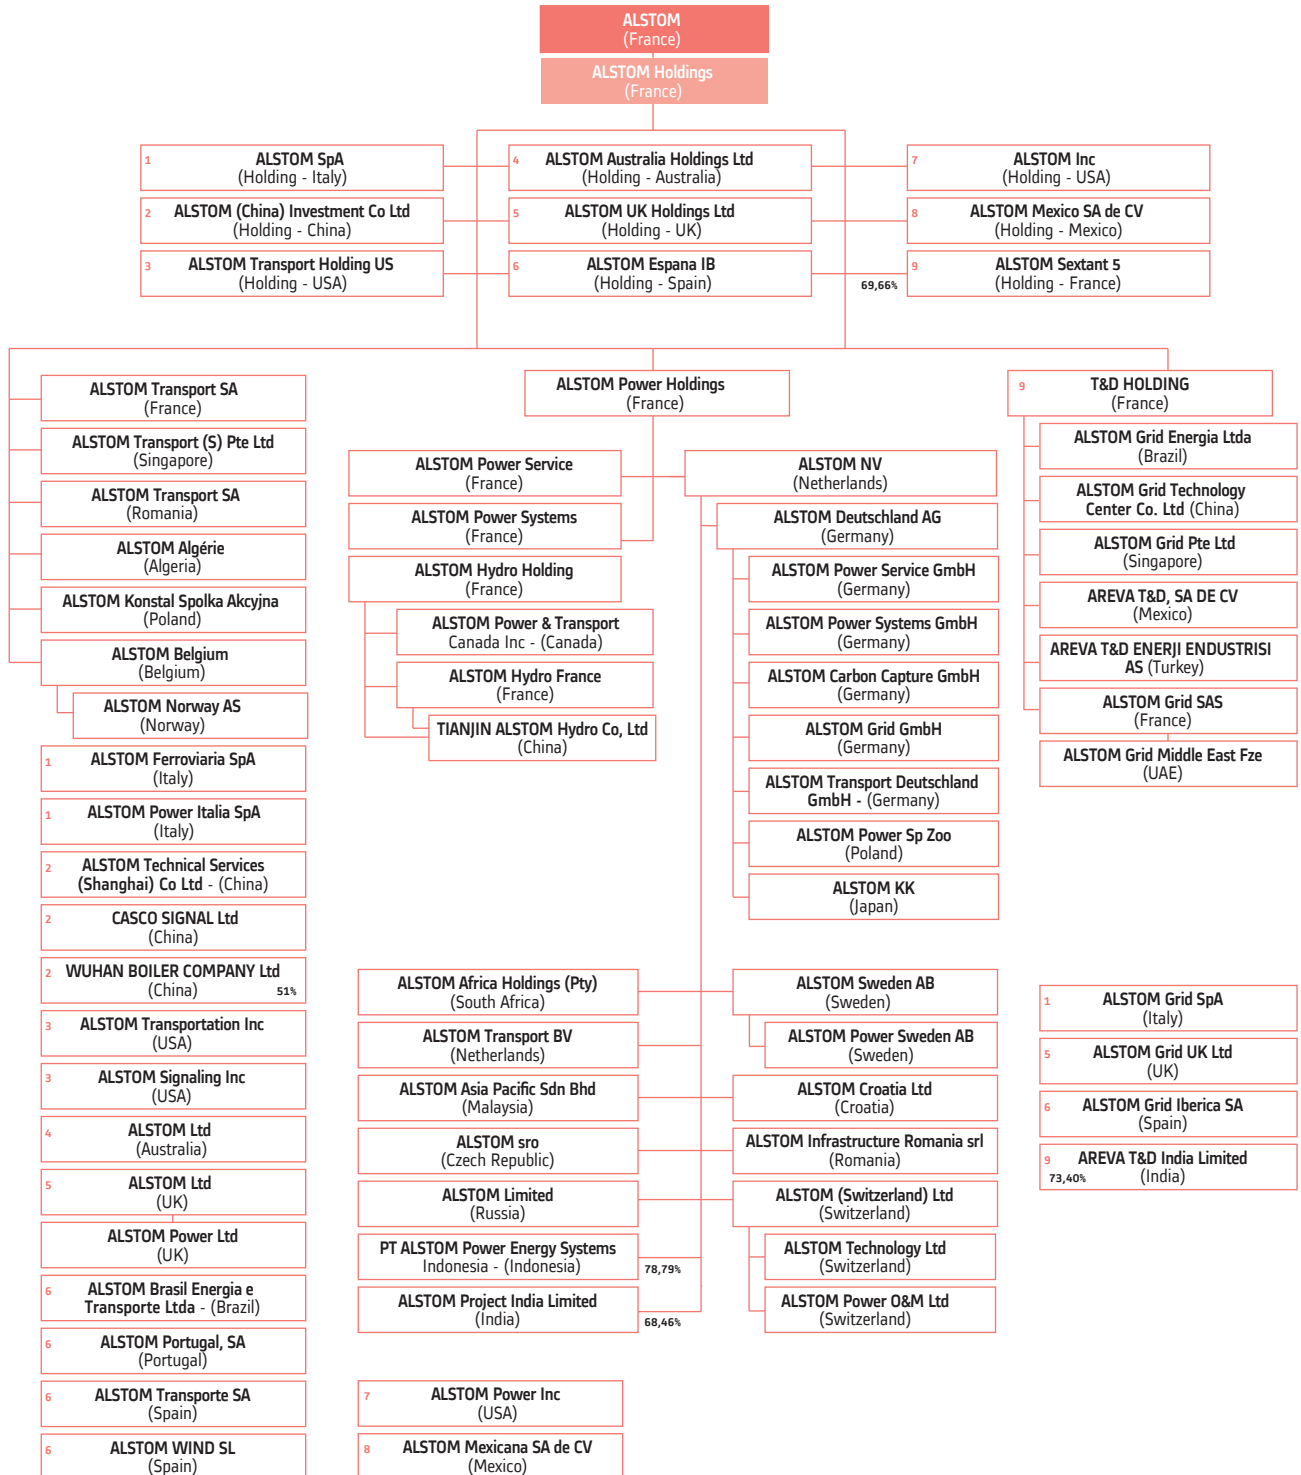 ALSTOM
(France)
ALSTOM Holdings
(France)
1
ALSTOM SpA
(Holding - Italy)
4
ALSTOM Australia Holdings Ltd
(Holding - Australia)
7
ALSTOM Inc
(Holding - USA)
2
ALSTOM (China) Investment Co Ltd
(Holding - China)
5
ALSTOM UK Holdings Ltd
(Holding - UK)
8
ALSTOM Mexico SA de CV
(Holding - Mexico)
3
ALSTOM Transport Holding US
(Holding - USA)
6
ALSTOM Espana IB
(Holding - Spain)
69,66%
9
ALSTOM Sextant 5
(Holding - France)
ALSTOM Transport SA
(France)
ALSTOM Transport (S) Pte Ltd
(Singapore)
ALSTOM Transport SA
(Romania)
ALSTOM Algérie
(Algeria)
ALSTOM Konstal Spolka Akcyjna
(Poland)
ALSTOM Belgium
(Belgium)
ALSTOM Norway AS
(Norway)
1
ALSTOM Ferroviaria SpA
(Italy)
1
ALSTOM Power Italia SpA
(Italy)
2
ALSTOM Technical Services
(Shanghai) Co Ltd - (China)
2
CASCO SIGNAL Ltd
(China)
2
WUHAN BOILER COMPANY Ltd
(China)
51%
3
ALSTOM Transportation Inc
(USA)
3
ALSTOM Signaling Inc
(USA)
4
ALSTOM Ltd
(Australia)
5
ALSTOM Ltd
(UK)
ALSTOM Power Ltd
(UK)
6
ALSTOM Brasil Energia e
Transporte Ltda - (Brazil)
6
ALSTOM Portugal, SA
(Portugal)
6
ALSTOM Transporte SA
(Spain)
6
ALSTOM WIND SL
(Spain)
ALSTOM Power Holdings
(France)
ALSTOM Power Service
(France)
ALSTOM Power Systems
(France)
ALSTOM Hydro Holding
(France)
ALSTOM Power & Transport
Canada Inc - (Canada)
ALSTOM Hydro France
(France)
TIANJIN ALSTOM Hydro Co, Ltd
(China)
ALSTOM NV
(Netherlands)
ALSTOM Deutschland AG
(Germany)
ALSTOM Power Service GmbH
(Germany)
ALSTOM Power Systems GmbH
(Germany)
ALSTOM Carbon Capture GmbH
(Germany)
ALSTOM Grid GmbH
(Germany)
ALSTOM Transport Deutschland
GmbH - (Germany)
ALSTOM Power Sp Zoo
(Poland)
ALSTOM KK
(Japan)
ALSTOM Africa Holdings (Pty)
(South Africa)
ALSTOM Transport BV
(Netherlands)
ALSTOM Asia Pacific Sdn Bhd
(Malaysia)
ALSTOM sro
(Czech Republic)
ALSTOM Limited
(Russia)
PT ALSTOM Power Energy Systems
Indonesia - (Indonesia)
78,79%
ALSTOM Project India Limited
(India)
68,46%
ALSTOM Sweden AB
(Sweden)
ALSTOM Power Sweden AB
(Sweden)
ALSTOM Croatia Ltd
(Croatia)
ALSTOM Infrastructure Romania srl
(Romania)
ALSTOM (Switzerland) Ltd
(Switzerland)
ALSTOM Technology Ltd
(Switzerland)
ALSTOM Power O&M Ltd
(Switzerland)
7
ALSTOM Power Inc
(USA)
8
ALSTOM Mexicana SA de CV
(Mexico)
9
T&D HOLDING
(France)
ALSTOM Grid Energia Ltda
(Brazil)
ALSTOM Grid Technology
Center Co. Ltd (China)
ALSTOM Grid Pte Ltd
(Singapore)
AREVA T&D, SA DE CV
(Mexico)
AREVA T&D ENERJI ENDUSTRISI
AS (Turkey)
ALSTOM Grid SAS
(France)
ALSTOM Grid Middle East Fze
(UAE)
1
ALSTOM Grid SpA
(Italy)
5
ALSTOM Grid UK Ltd
(UK)
6
ALSTOM Grid Iberica SA
(Spain)
9
AREVA T&D India Limited
73,40%
(India)